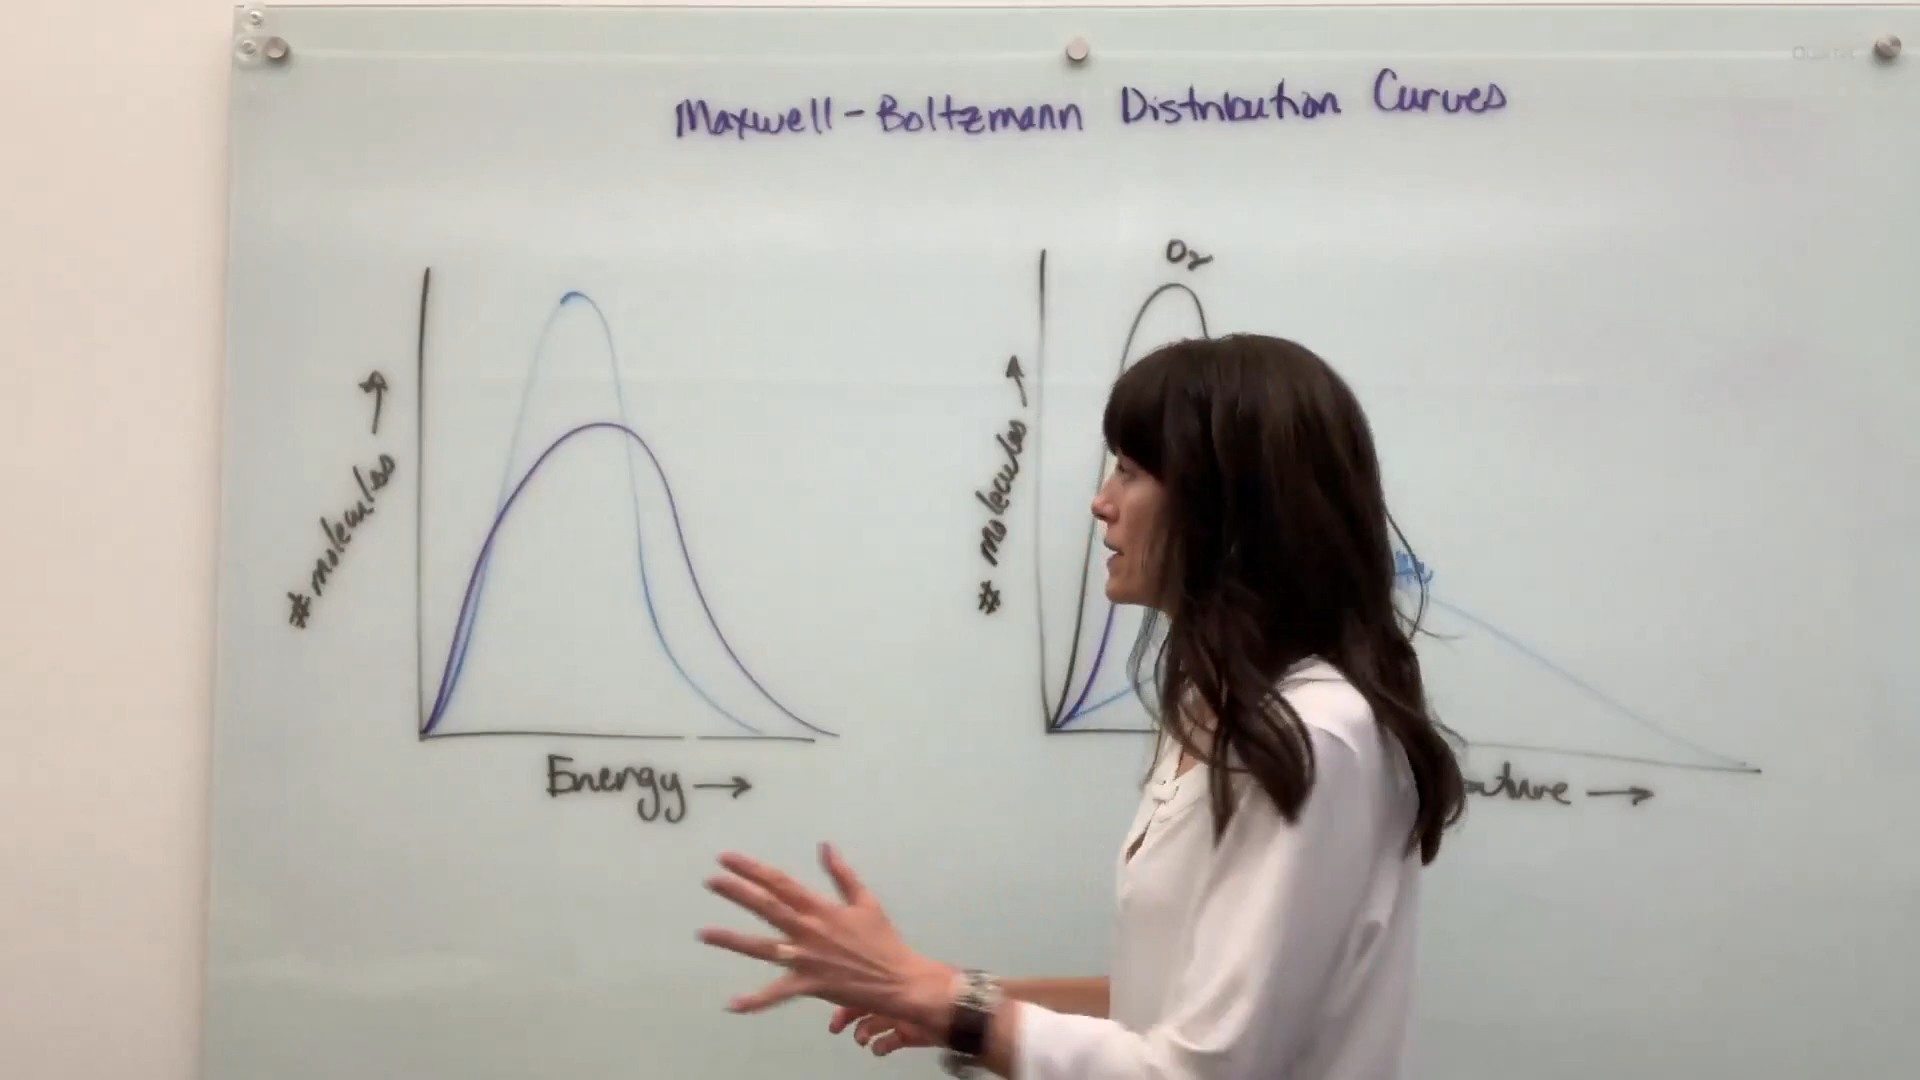 Maxwell-Boltzmann Distribution Curves
# molecules →
Energy →
O₂
# molecules →
ature →